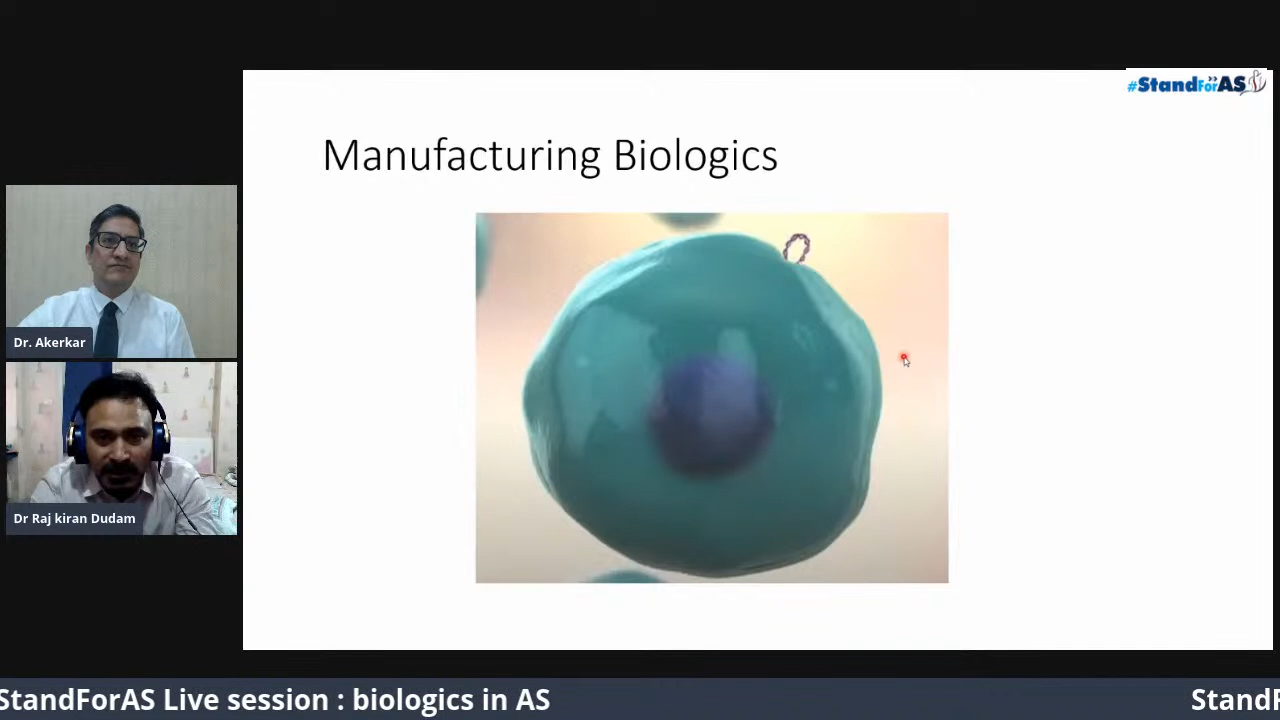 #StandForAS
Manufacturing Biologics
Dr. Akerkar
Dr Raj kiran Dudam
StandForAS Live session : biologics in AS
StandF